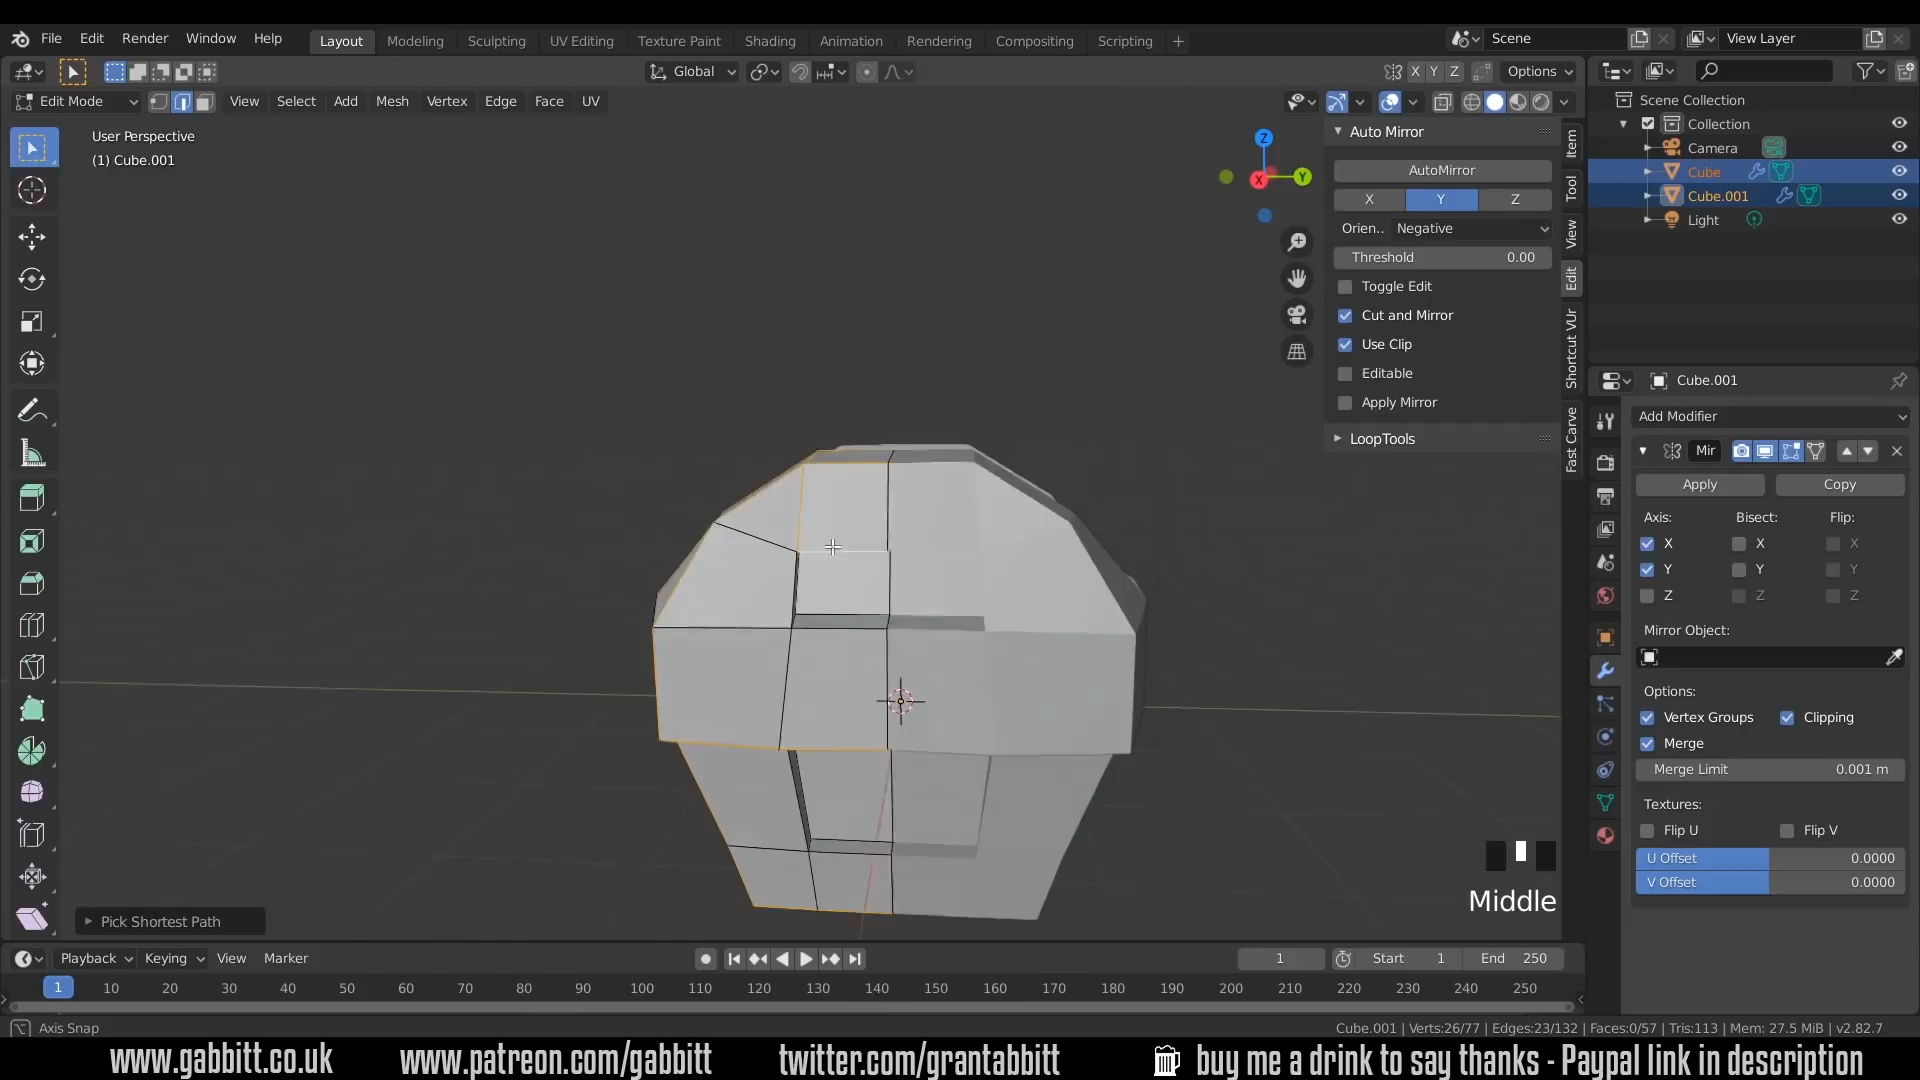 File Edit Render Window Help
Layout Modeling Sculpting UV Editing Texture Paint Shading Animation Rendering Compositing Scripting +
Scene
View Layer
Global
X Y Z
Options
Edit Mode
View Select Add Mesh Vertex Edge Face UV
User Perspective
(1) Cube.001
Z
Y
X
Auto Mirror
AutoMirror
X Y Z
Orien.. Negative
Threshold 0.00
Toggle Edit
Cut and Mirror
Use Clip
Editable
Apply Mirror
LoopTools
Item
Tool
View
Edit
Shortcut VUr
Fast Carve
Scene Collection
Collection
Camera
Cube
Cube.001
Light
Cube.001
Add Modifier
Mir
Apply Copy
Axis: Bisect: Flip:
X X X
Y Y Y
Z Z Z
Mirror Object:
Options:
Vertex Groups Clipping
Merge
Merge Limit 0.001 m
Textures:
Flip U Flip V
U Offset 0.0000
V Offset 0.0000
Middle
Pick Shortest Path
Playback Keying View Marker
1 Start 1 End 250
1 10 20 30 40 50 60 70 80 90 100 110 120 130 140 150 160 170 180 190 200 210 220 230 240 250
Axis Snap
Cube.001 | Verts:26/77 | Edges:23/132 | Faces:0/57 | Tris:113 | Mem: 27.5 MiB | v2.82.7
www.gabbitt.co.uk www.patreon.com/gabbitt twitter.com/grantabbitt buy me a drink to say thanks - Paypal link in description